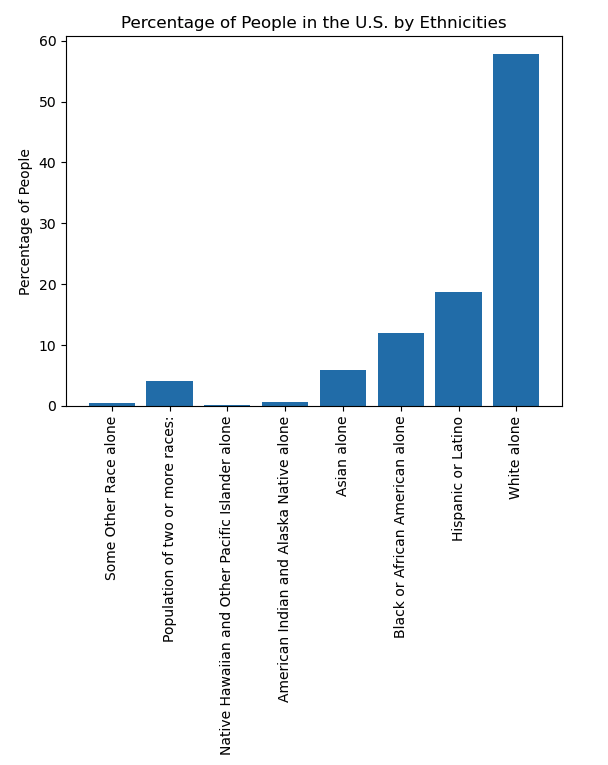 Percentage of People in the U.S. by Ethnicities
Percentage of People
60
50
40
30
20
10
0
Some Other Race alone
Population of two or more races:
Native Hawaiian and Other Pacific Islander alone
American Indian and Alaska Native alone
Asian alone
Black or African American alone
Hispanic or Latino
White alone